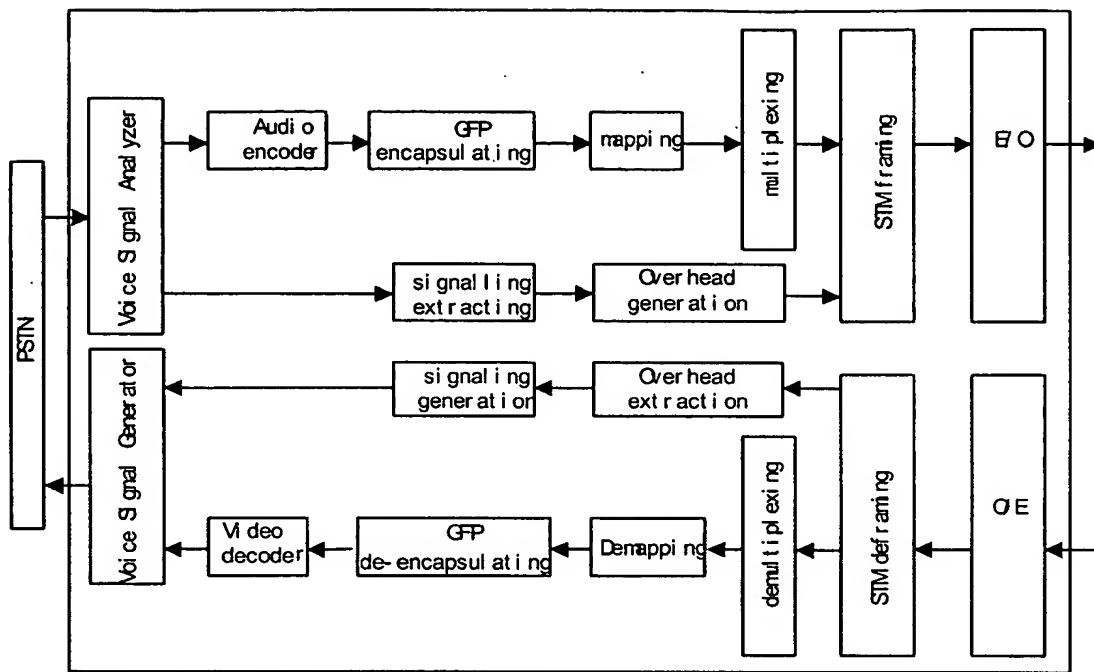 PSTN
Voice Signal Analyzer
Audio
encoder
GFP
encapsulating
mapping
multiplexing
STM framing
E/O
signalling
extracting
Overhead
generation
Voice Signal Generator
signaling
generation
Overhead
extraction
Video
decoder
GFP
de-encapsulating
Demapping
demultiplexing
STM deframing
O/E